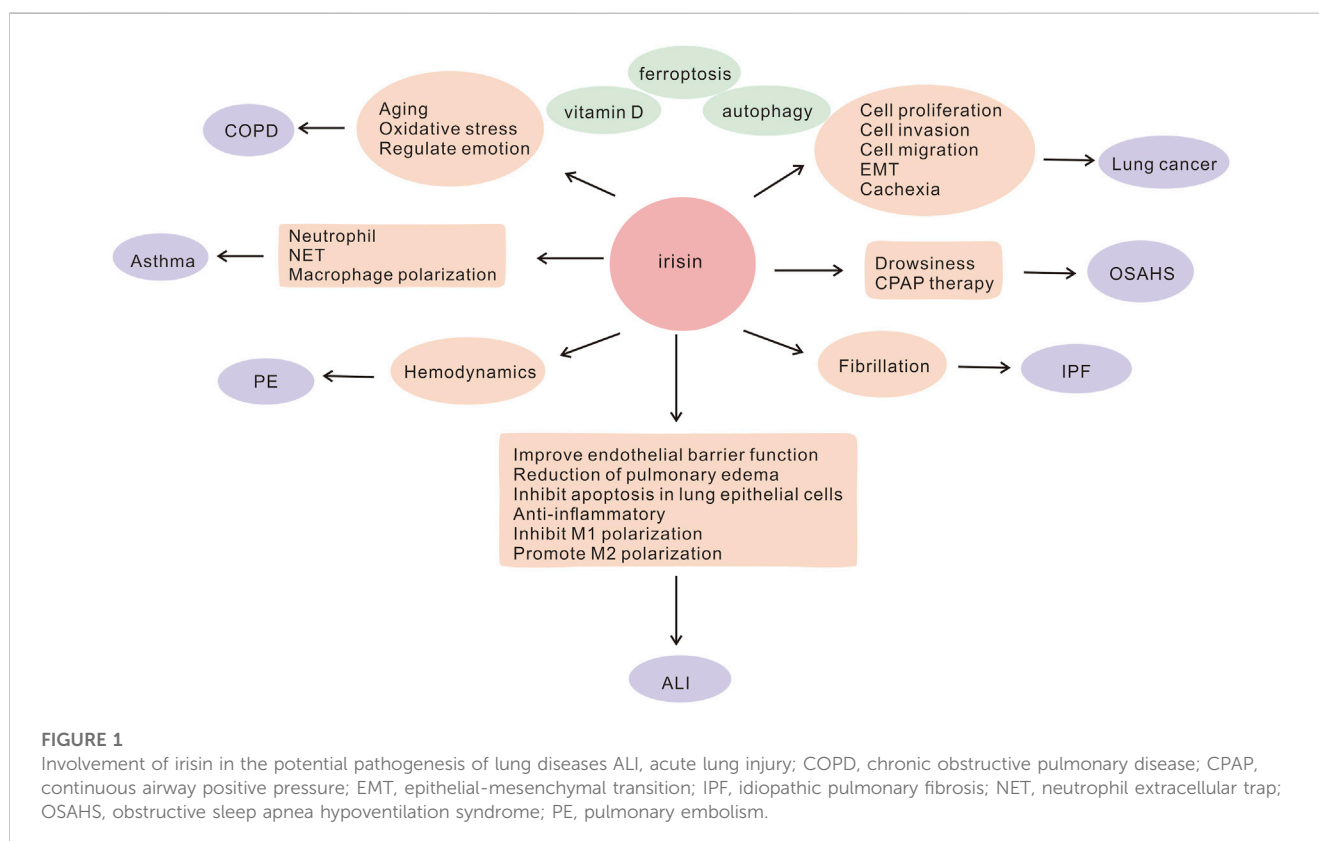 ferroptosis
vitamin D
autophagy
Aging
Oxidative stress
Regulate emotion
COPD
Cell proliferation
Cell invasion
Cell migration
EMT
Cachexia
Lung cancer
irisin
Neutrophil
NET
Macrophage polarization
Asthma
Drowsiness
CPAP therapy
OSAHS
Hemodynamics
PE
Fibrillation
IPF
Improve endothelial barrier function
Reduction of pulmonary edema
Inhibit apoptosis in lung epithelial cells
Anti-inflammatory
Inhibit M1 polarization
Promote M2 polarization
ALI
FIGURE 1
Involvement of irisin in the potential pathogenesis of lung diseases ALI, acute lung injury; COPD, chronic obstructive pulmonary disease; CPAP,
continuous airway positive pressure; EMT, epithelial-mesenchymal transition; IPF, idiopathic pulmonary fibrosis; NET, neutrophil extracellular trap;
OSAHS, obstructive sleep apnea hypoventilation syndrome; PE, pulmonary embolism.